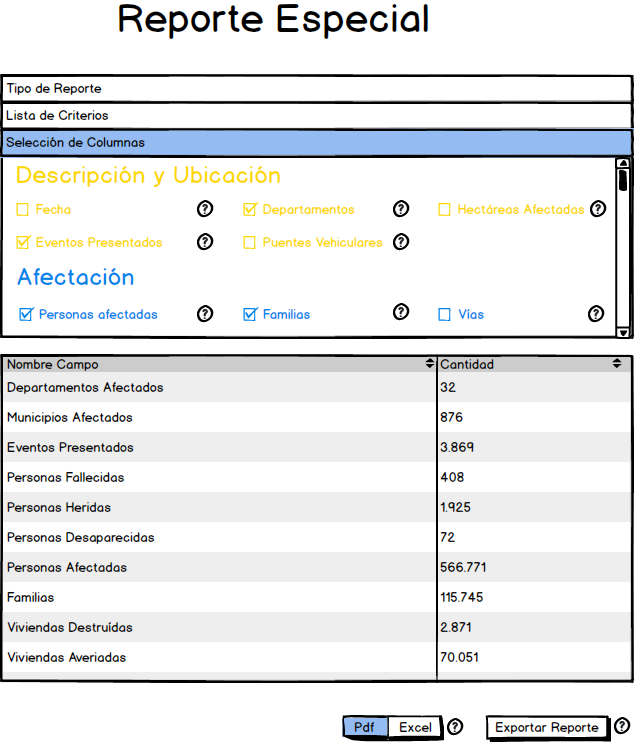 Reporte Especial
Tipo de Reporte
Lista de Criterios
Selección de Columnas
Descripción y Ubicación
Fecha ? Departamentos ? Hectáreas Afectadas ?
Eventos Presentados ? Puentes Vehiculares ?
Afectación
Personas afectadas ? Familias ? Vías ?
Nombre Campo Cantidad
Departamentos Afectados 32
Municipios Afectados 876
Eventos Presentados 3.869
Personas Fallecidas 408
Personas Heridas 1.925
Personas Desaparecidas 72
Personas Afectadas 566.771
Familias 115.745
Viviendas Destruídas 2.871
Viviendas Averiadas 70.051
Pdf Excel ? Exportar Reporte ?